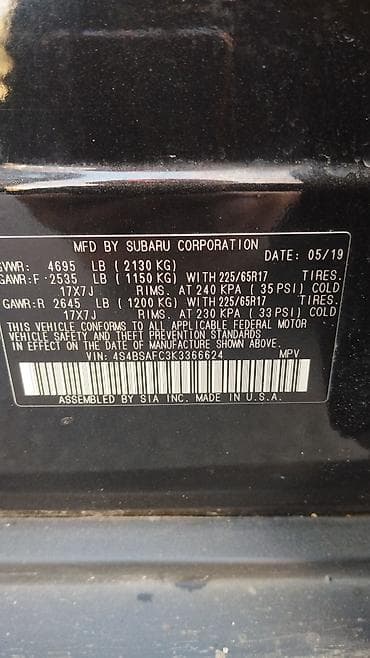 MFD BY SUBARU CORPORATION
DATE: 05/19
GVWR: 4695 LB (2130 KG)
GAWR:F 2535 LB (1150 KG) WITH 225/65R17 TIRES.
17X7J RIMS. AT 240 KPA (35 PSI) COLD
GAWR:R 2645 LB (1200 KG) WITH 225/65R17 TIRES.
17X7J RIMS. AT 230 KPA (33 PSI) COLD
THIS VEHICLE CONFORMS TO ALL APPLICABLE FEDERAL MOTOR
VEHICLE SAFETY AND THEFT PREVENTION STANDARDS
IN EFFECT ON THE DATE OF MANUFACTURE SHOWN ABOVE.
VIN: 4S4BSAFC3K3366624 MPV
ASSEMBLED BY SIA INC. MADE IN U.S.A.